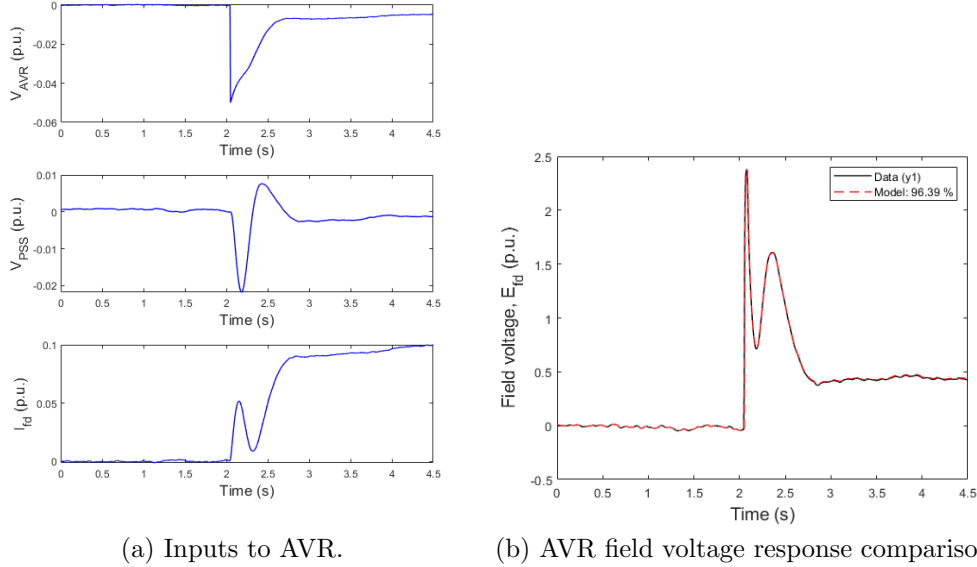 0
-0.02
-0.04
-0.06
V_AVR (p.u.)
0 0.5 1 1.5 2 2.5 3 3.5 4 4.5
Time (s)
0.01
0
-0.01
-0.02
V_PSS (p.u.)
0 0.5 1 1.5 2 2.5 3 3.5 4 4.5
Time (s)
0.1
0.05
0
I_fd (p.u.)
0 0.5 1 1.5 2 2.5 3 3.5 4 4.5
Time (s)
(a) Inputs to AVR.
2.5
2
1.5
1
0.5
0
-0.5
Field voltage, E_fd (p.u.)
Data (y1)
Model: 96.39 %
0 0.5 1 1.5 2 2.5 3 3.5 4 4.5
Time (s)
(b) AVR field voltage response compariso